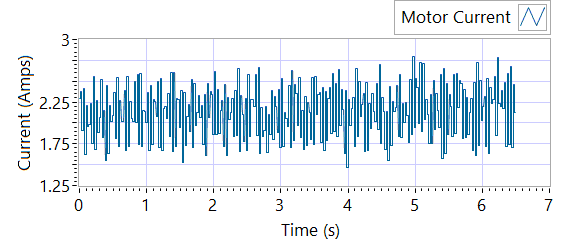 Motor Current
3
2.25
1.75
1.25
Current (Amps)
0 1 2 3 4 5 6 7
Time (s)